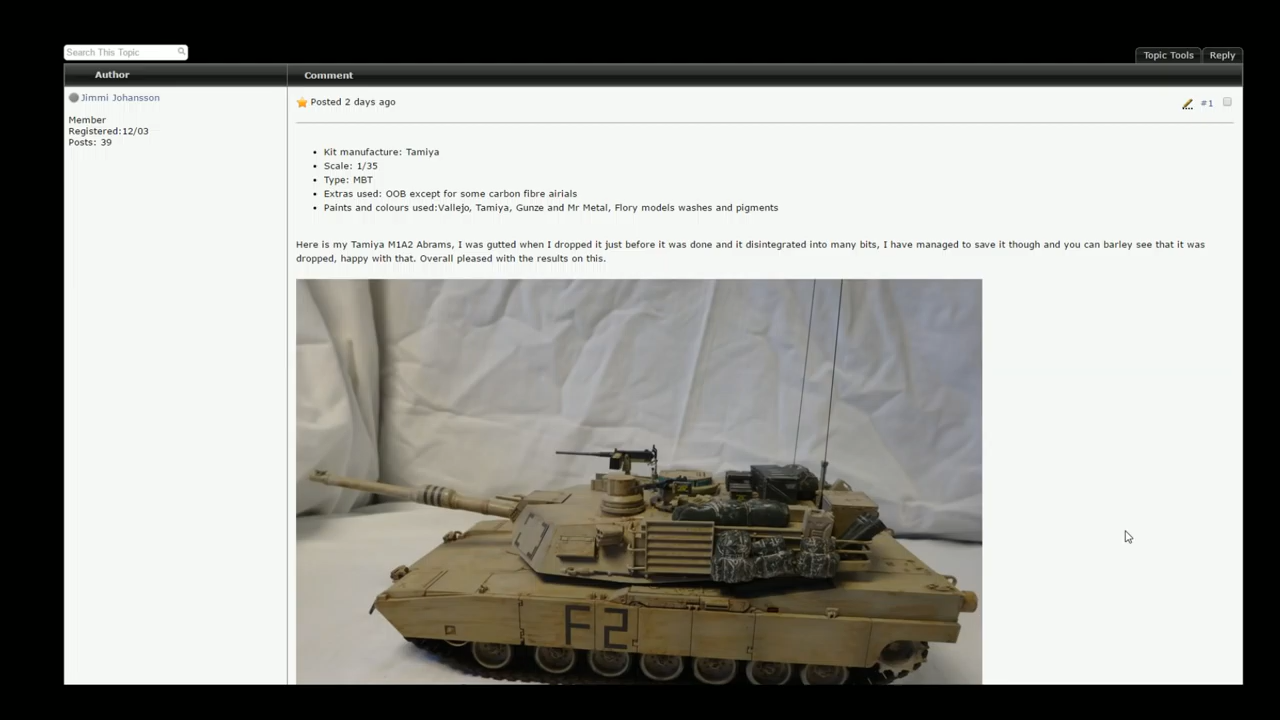 Search This Topic
Topic Tools
Reply
Author
Comment
Jimmi Johansson
Posted 2 days ago
#1
Member
Registered:12/03
Posts: 39
Kit manufacture: Tamiya
Scale: 1/35
Type: MBT
Extras used: OOB except for some carbon fibre airials
Paints and colours used:Vallejo, Tamiya, Gunze and Mr Metal, Flory models washes and pigments
Here is my Tamiya M1A2 Abrams, I was gutted when I dropped it just before it was done and it disintegrated into many bits, I have managed to save it though and you can barley see that it was
dropped, happy with that. Overall pleased with the results on this.
F2